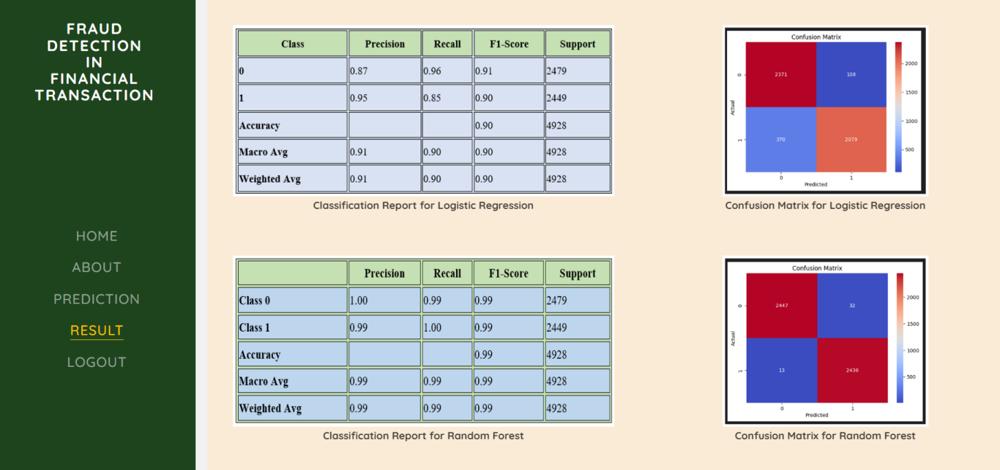 FRAUD
DETECTION
IN
FINANCIAL
TRANSACTION
HOME
ABOUT
PREDICTION
RESULT
LOGOUT
Class Precision Recall F1-Score Support
0 0.87 0.96 0.91 2479
1 0.95 0.85 0.90 2449
Accuracy 0.90 4928
Macro Avg 0.91 0.90 0.90 4928
Weighted Avg 0.91 0.90 0.90 4928
Classification Report for Logistic Regression
Confusion Matrix
2371 108
370 2079
0
1
Actual
0 1
Predicted
2000
1500
1000
500
Confusion Matrix for Logistic Regression
Precision Recall F1-Score Support
Class 0 1.00 0.99 0.99 2479
Class 1 0.99 1.00 0.99 2449
Accuracy 0.99 4928
Macro Avg 0.99 0.99 0.99 4928
Weighted Avg 0.99 0.99 0.99 4928
Classification Report for Random Forest
Confusion Matrix
2447 32
13 2436
0
1
Actual
0 1
Predicted
2000
1500
1000
500
Confusion Matrix for Random Forest